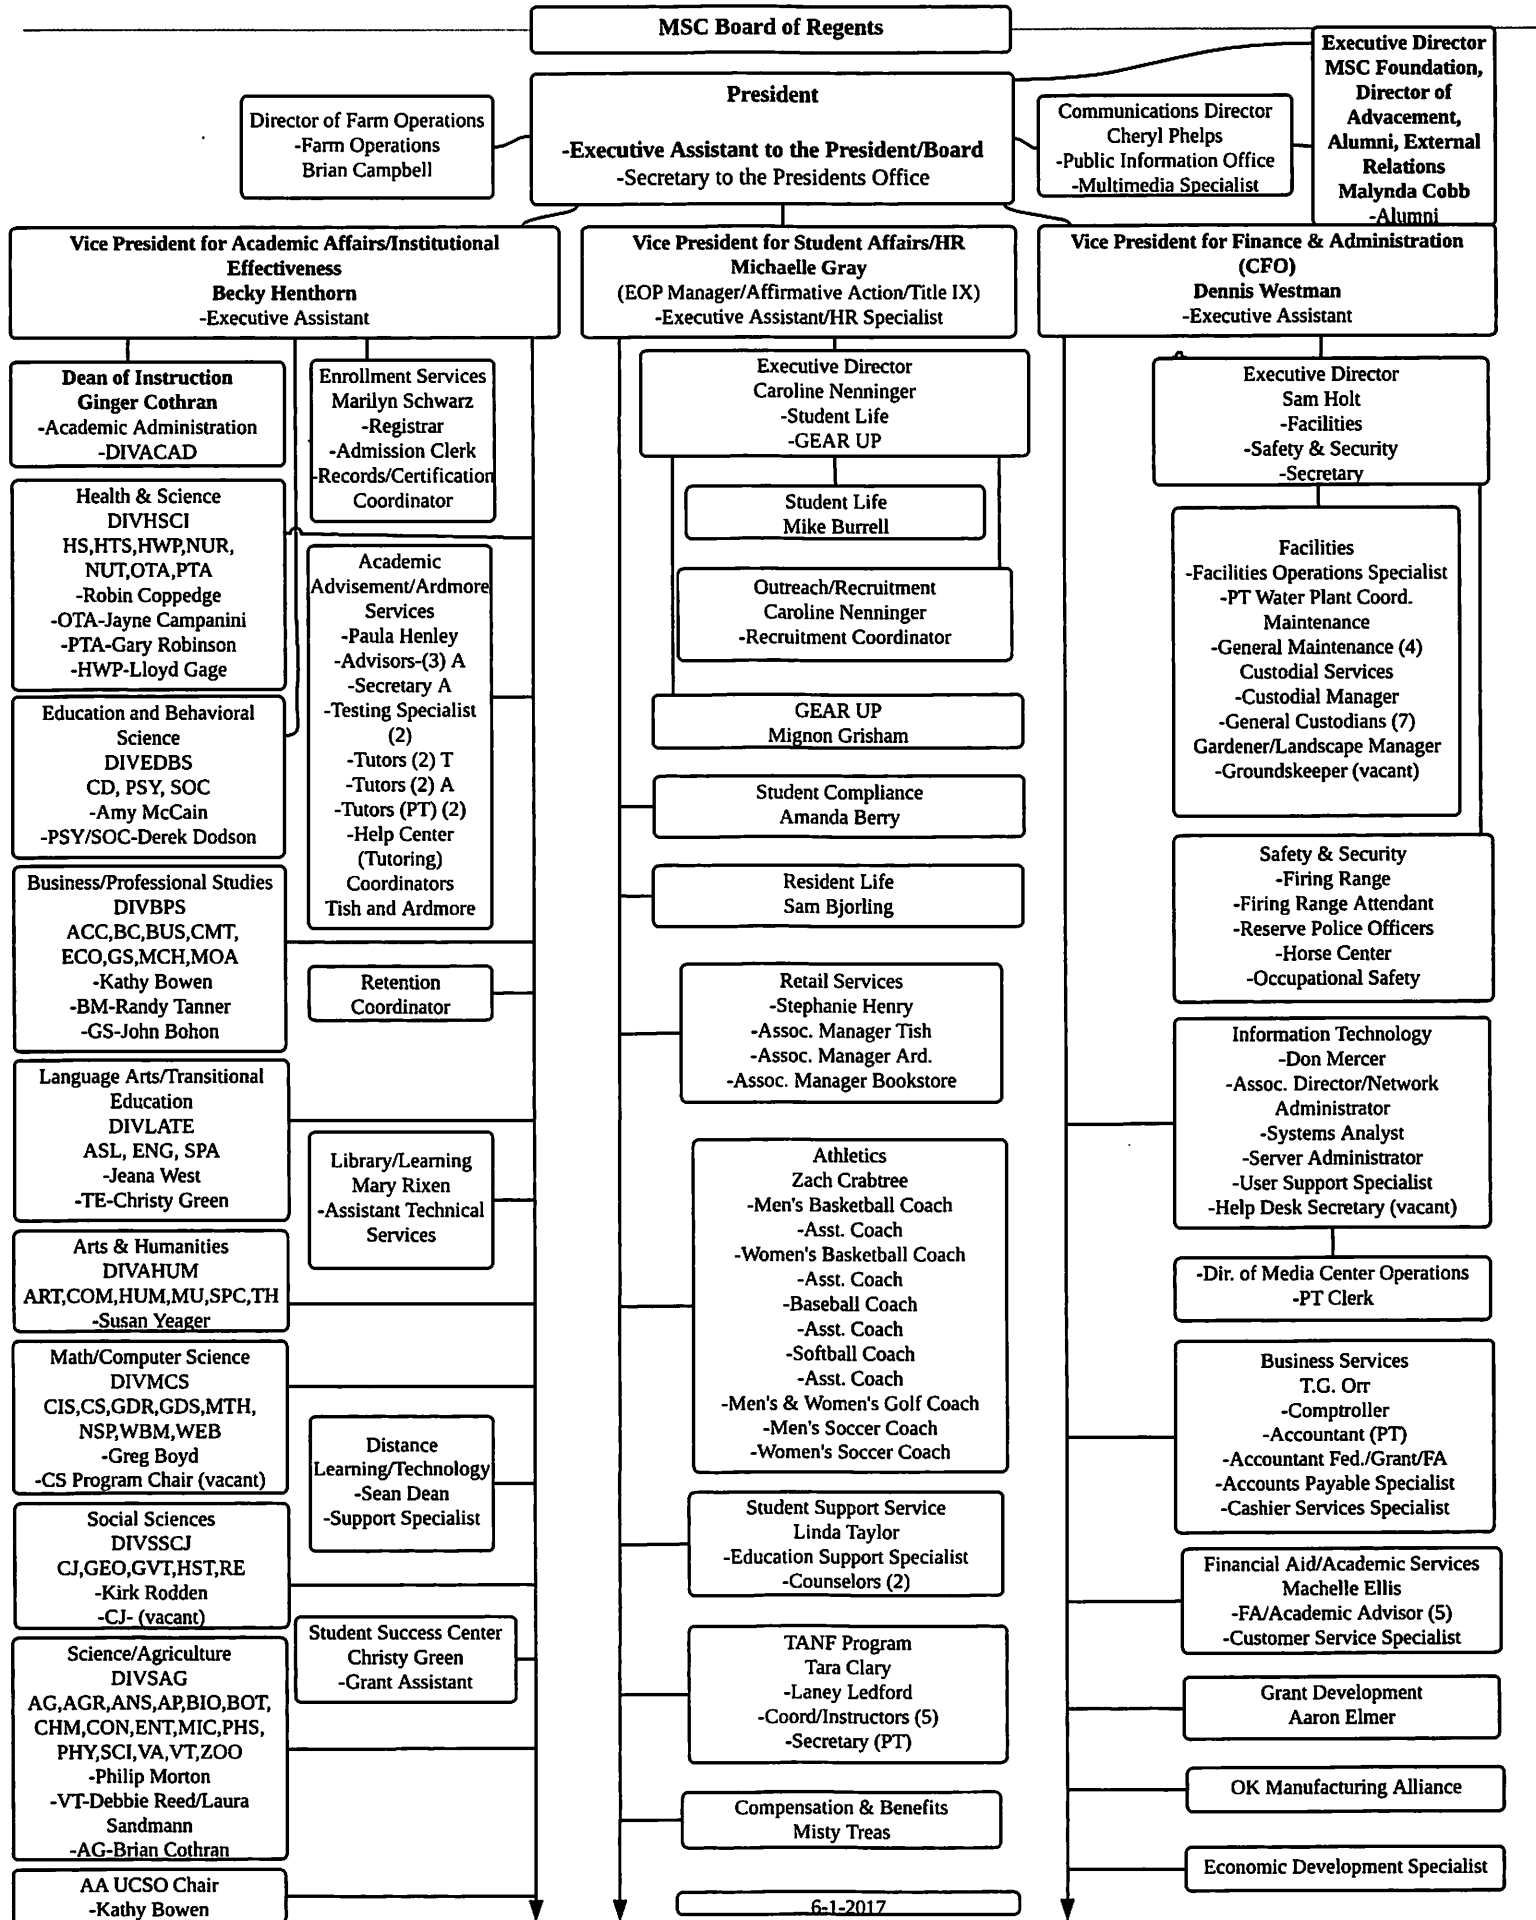 MSC Board of Regents
President
-Executive Assistant to the President/Board
-Secretary to the Presidents Office
Director of Farm Operations
-Farm Operations
Brian Campbell
Communications Director
Cheryl Phelps
-Public Information Office
-Multimedia Specialist
Executive Director
MSC Foundation,
Director of
Advacement,
Alumni, External
Relations
Malynda Cobb
-Alumni
Vice President for Academic Affairs/Institutional
Effectiveness
Becky Henthorn
-Executive Assistant
Vice President for Student Affairs/HR
Michaelle Gray
(EOP Manager/Affirmative Action/Title IX)
-Executive Assistant/HR Specialist
Vice President for Finance & Administration
(CFO)
Dennis Westman
-Executive Assistant
Dean of Instruction
Ginger Cothran
-Academic Administration
-DIVACAD
Health & Science
DIVHSCI
HS,HTS,HWP,NUR,
NUT,OTA,PTA
-Robin Coppedge
-OTA-Jayne Campanini
-PTA-Gary Robinson
-HWP-Lloyd Gage
Education and Behavioral
Science
DIVEDBS
CD, PSY, SOC
-Amy McCain
-PSY/SOC-Derek Dodson
Business/Professional Studies
DIVBPS
ACC,BC,BUS,CMT,
ECO,GS,MCH,MOA
-Kathy Bowen
-BM-Randy Tanner
-GS-John Bohon
Language Arts/Transitional
Education
DIVLATE
ASL, ENG, SPA
-Jeana West
-TE-Christy Green
Arts & Humanities
DIVAHUM
ART,COM,HUM,MU,SPC,TH
-Susan Yeager
Math/Computer Science
DIVMCS
CIS,CS,GDR,GDS,MTH,
NSP,WBM,WEB
-Greg Boyd
-CS Program Chair (vacant)
Social Sciences
DIVSSCJ
CJ,GEO,GVT,HST,RE
-Kirk Rodden
-CJ- (vacant)
Science/Agriculture
DIVSAG
AG,AGR,ANS,AP,BIO,BOT,
CHM,CON,ENT,MIC,PHS,
PHY,SCI,VA,VT,ZOO
-Philip Morton
-VT-Debbie Reed/Laura
Sandmann
-AG-Brian Cothran
AA UCSO Chair
-Kathy Bowen
Enrollment Services
Marilyn Schwarz
-Registrar
-Admission Clerk
-Records/Certification
Coordinator
Academic
Advisement/Ardmore
Services
-Paula Henley
-Advisors-(3) A
-Secretary A
-Testing Specialist
(2)
-Tutors (2) T
-Tutors (2) A
-Tutors (PT) (2)
-Help Center
(Tutoring)
Coordinators
Tish and Ardmore
Retention
Coordinator
Library/Learning
Mary Rixen
-Assistant Technical
Services
Distance
Learning/Technology
-Sean Dean
-Support Specialist
Student Success Center
Christy Green
-Grant Assistant
Executive Director
Caroline Nenninger
-Student Life
-GEAR UP
Student Life
Mike Burrell
Outreach/Recruitment
Caroline Nenninger
-Recruitment Coordinator
GEAR UP
Mignon Grisham
Student Compliance
Amanda Berry
Resident Life
Sam Bjorling
Retail Services
-Stephanie Henry
-Assoc. Manager Tish
-Assoc. Manager Ard.
-Assoc. Manager Bookstore
Athletics
Zach Crabtree
-Men's Basketball Coach
-Asst. Coach
-Women's Basketball Coach
-Asst. Coach
-Baseball Coach
-Asst. Coach
-Softball Coach
-Asst. Coach
-Men's & Women's Golf Coach
-Men's Soccer Coach
-Women's Soccer Coach
Student Support Service
Linda Taylor
-Education Support Specialist
-Counselors (2)
TANF Program
Tara Clary
-Laney Ledford
-Coord/Instructors (5)
-Secretary (PT)
Compensation & Benefits
Misty Treas
6-1-2017
Executive Director
Sam Holt
-Facilities
-Safety & Security
-Secretary
Facilities
-Facilities Operations Specialist
-PT Water Plant Coord.
Maintenance
-General Maintenance (4)
Custodial Services
-Custodial Manager
-General Custodians (7)
Gardener/Landscape Manager
-Groundskeeper (vacant)
Safety & Security
-Firing Range
-Firing Range Attendant
-Reserve Police Officers
-Horse Center
-Occupational Safety
Information Technology
-Don Mercer
-Assoc. Director/Network
Administrator
-Systems Analyst
-Server Administrator
-User Support Specialist
-Help Desk Secretary (vacant)
-Dir. of Media Center Operations
-PT Clerk
Business Services
T.G. Orr
-Comptroller
-Accountant (PT)
-Accountant Fed./Grant/FA
-Accounts Payable Specialist
-Cashier Services Specialist
Financial Aid/Academic Services
Machelle Ellis
-FA/Academic Advisor (5)
-Customer Service Specialist
Grant Development
Aaron Elmer
OK Manufacturing Alliance
Economic Development Specialist